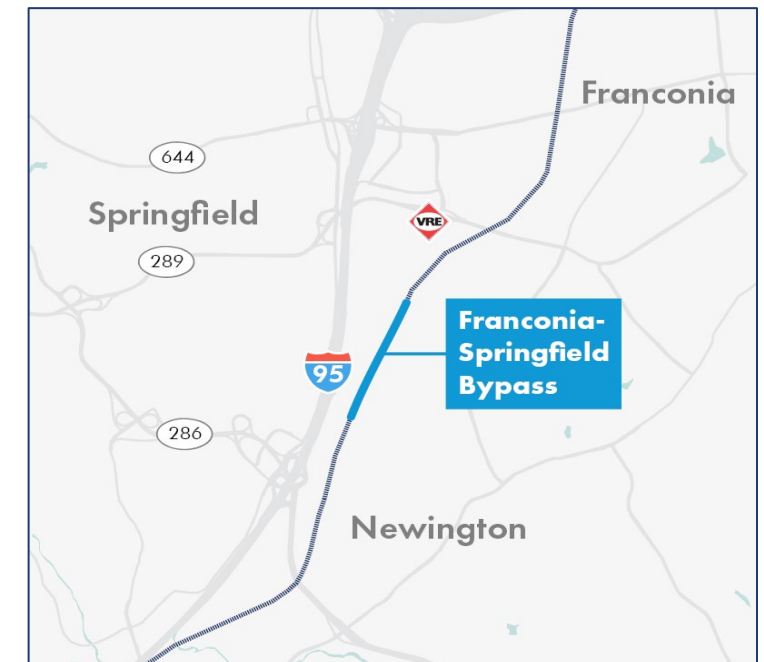 Franconia
644
Springfield
VRE
289
Franconia-
Springfield
Bypass
95
286
Newington